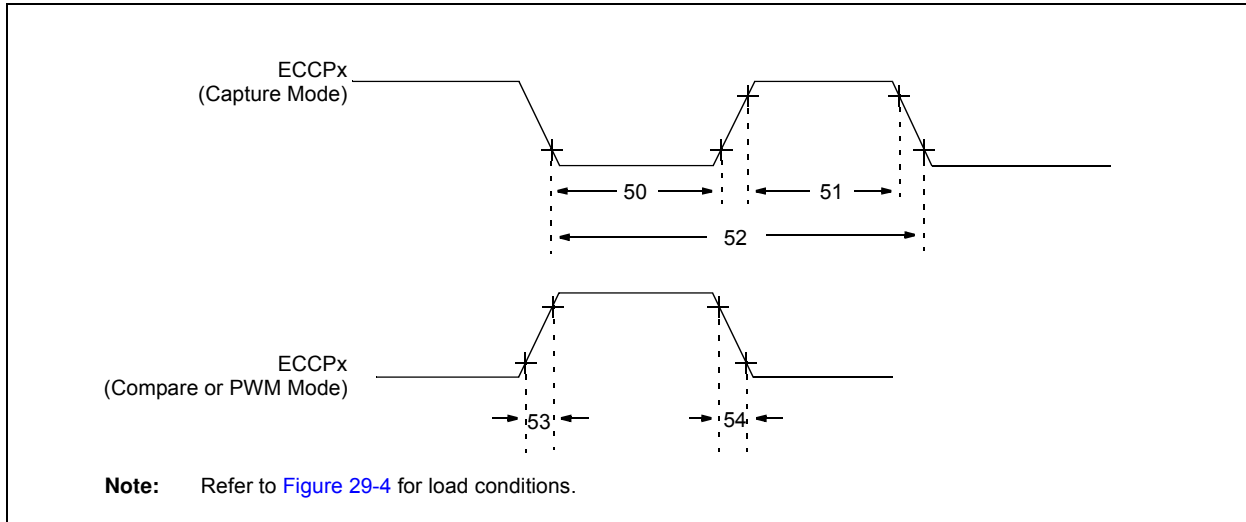 ECCPx
(Capture Mode)
50
51
52
ECCPx
(Compare or PWM Mode)
53
54
Note: Refer to Figure 29-4 for load conditions.